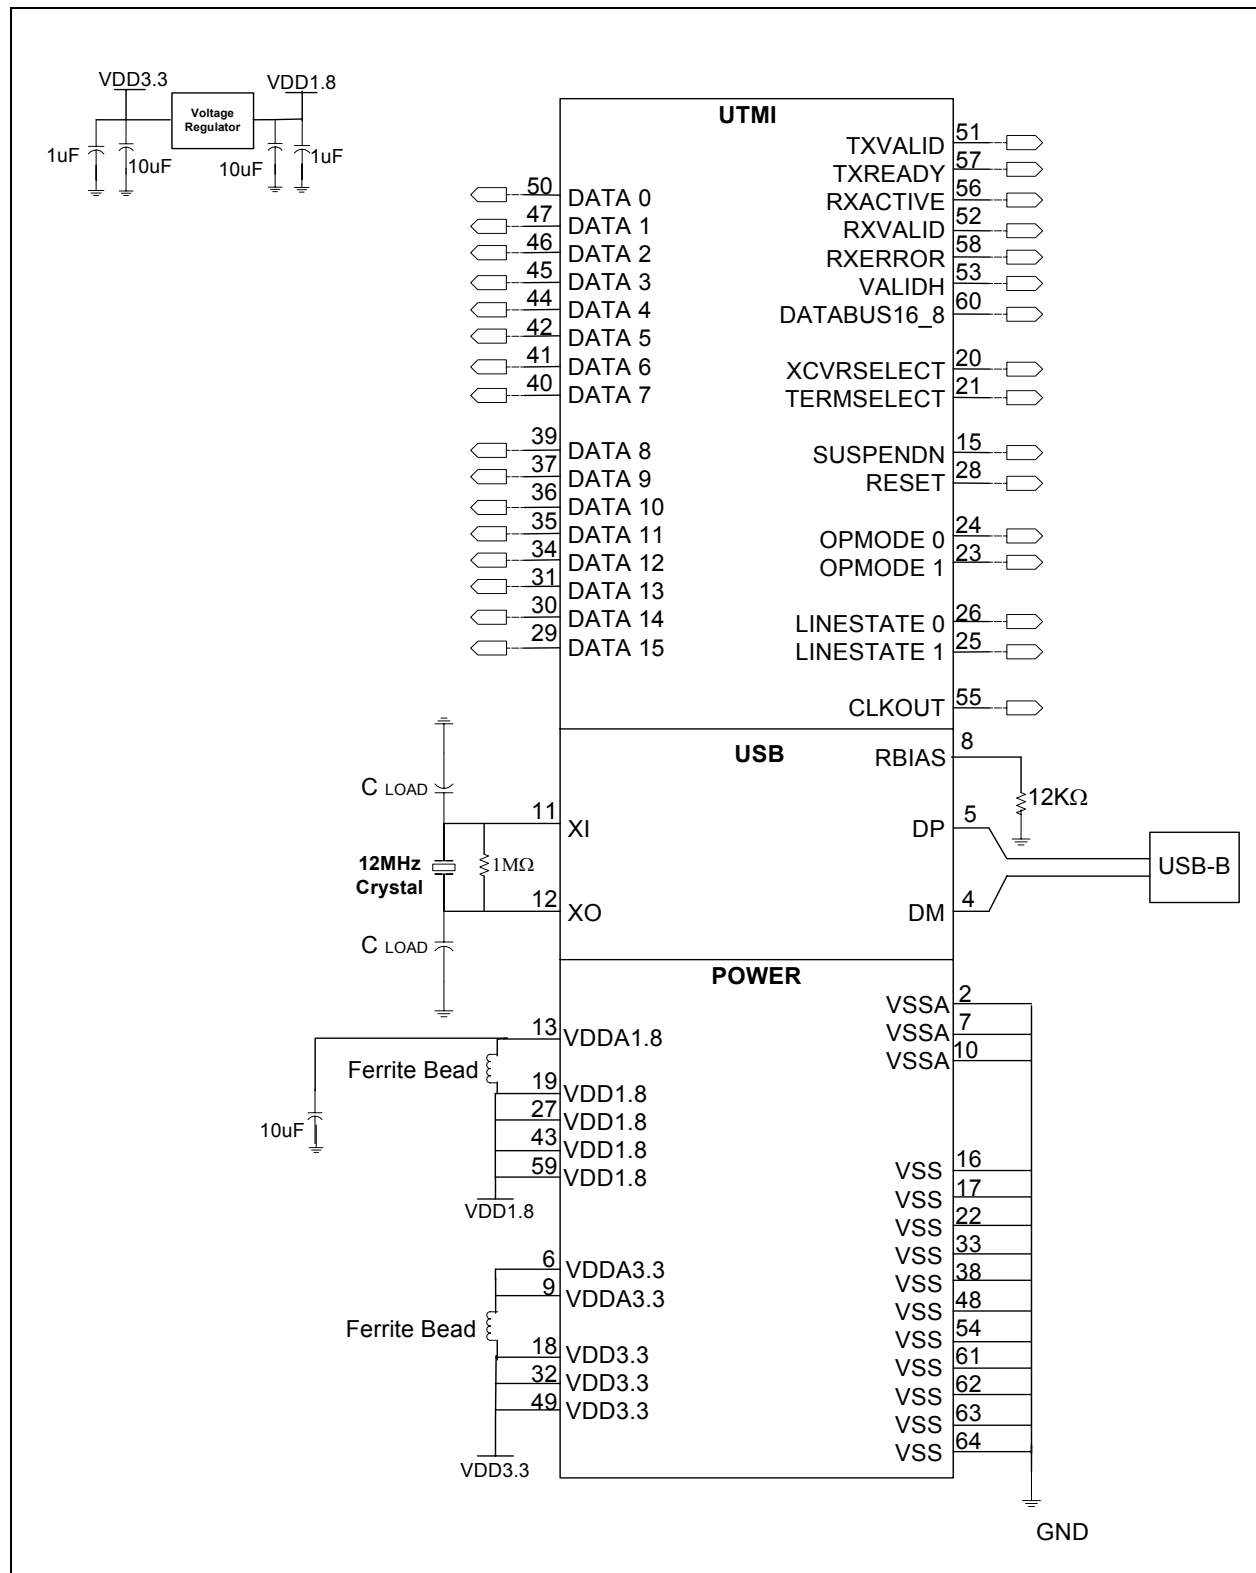 VDD3.3
VDD1.8
Voltage
Regulator
1uF
10uF
10uF
1uF
UTMI
50 DATA 0
47 DATA 1
46 DATA 2
45 DATA 3
44 DATA 4
42 DATA 5
41 DATA 6
40 DATA 7
39 DATA 8
37 DATA 9
36 DATA 10
35 DATA 11
34 DATA 12
31 DATA 13
30 DATA 14
29 DATA 15
TXVALID 51
TXREADY 57
RXACTIVE 56
RXVALID 52
RXERROR 58
VALIDH 53
DATABUS16_8 60
XCVRSELECT 20
TERMSELECT 21
SUSPENDN 15
RESET 28
OPMODE 0 24
OPMODE 1 23
LINESTATE 0 26
LINESTATE 1 25
CLKOUT 55
USB
C LOAD
11 XI
12MHz
Crystal
1MΩ
12 XO
C LOAD
RBIAS 8
12KΩ
DP 5
USB-B
DM 4
POWER
13 VDDA1.8
Ferrite Bead
19 VDD1.8
27 VDD1.8
43 VDD1.8
59 VDD1.8
10uF
VDD1.8
6 VDDA3.3
9 VDDA3.3
Ferrite Bead
18 VDD3.3
32 VDD3.3
49 VDD3.3
VDD3.3
VSSA 2
VSSA 7
VSSA 10
VSS 16
VSS 17
VSS 22
VSS 33
VSS 38
VSS 48
VSS 54
VSS 61
VSS 62
VSS 63
VSS 64
GND